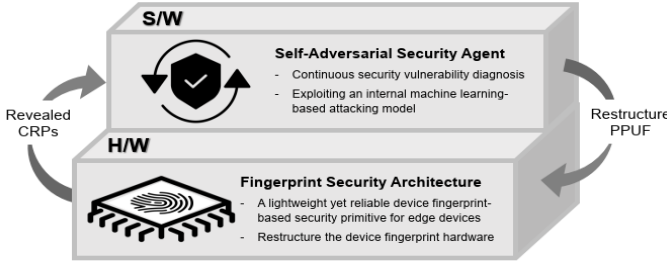 S/W
Self-Adversarial Security Agent
- Continuous security vulnerability diagnosis
- Exploiting an internal machine learning-
based attacking model
Revealed
CRPs
Restructure
PPUF
H/W
Fingerprint Security Architecture
- A lightweight yet reliable device fingerprint-
based security primitive for edge devices
- Restructure the device fingerprint hardware